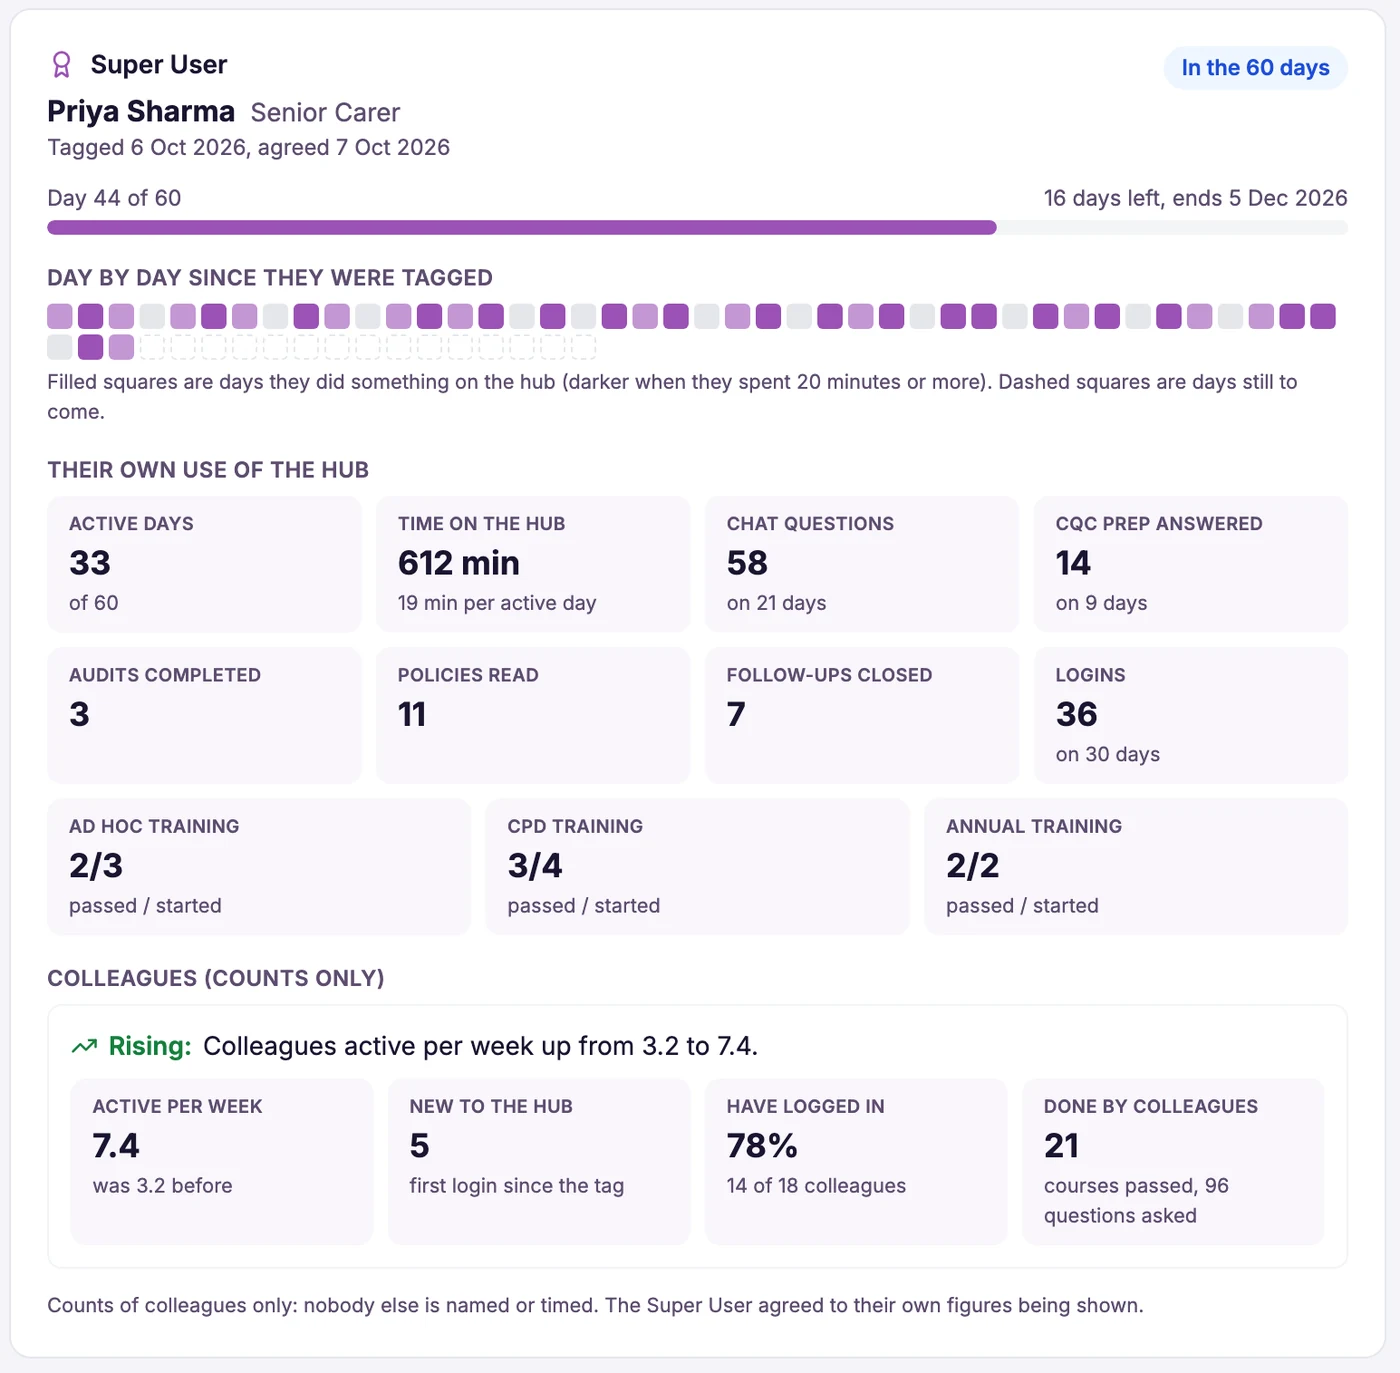 Super User
In the 60 days
Priya Sharma Senior Carer
Tagged 6 Oct 2026, agreed 7 Oct 2026
Day 44 of 60
16 days left, ends 5 Dec 2026
DAY BY DAY SINCE THEY WERE TAGGED
Filled squares are days they did something on the hub (darker when they spent 20 minutes or more). Dashed squares are days still to
come.
THEIR OWN USE OF THE HUB
ACTIVE DAYS
33
of 60
TIME ON THE HUB
612 min
19 min per active day
CHAT QUESTIONS
58
on 21 days
CQC PREP ANSWERED
14
on 9 days
AUDITS COMPLETED
3
POLICIES READ
11
FOLLOW-UPS CLOSED
7
LOGINS
36
on 30 days
AD HOC TRAINING
2/3
passed / started
CPD TRAINING
3/4
passed / started
ANNUAL TRAINING
2/2
passed / started
COLLEAGUES (COUNTS ONLY)
Rising: Colleagues active per week up from 3.2 to 7.4.
ACTIVE PER WEEK
7.4
was 3.2 before
NEW TO THE HUB
5
first login since the tag
HAVE LOGGED IN
78%
14 of 18 colleagues
DONE BY COLLEAGUES
21
courses passed, 96
questions asked
Counts of colleagues only: nobody else is named or timed. The Super User agreed to their own figures being shown.